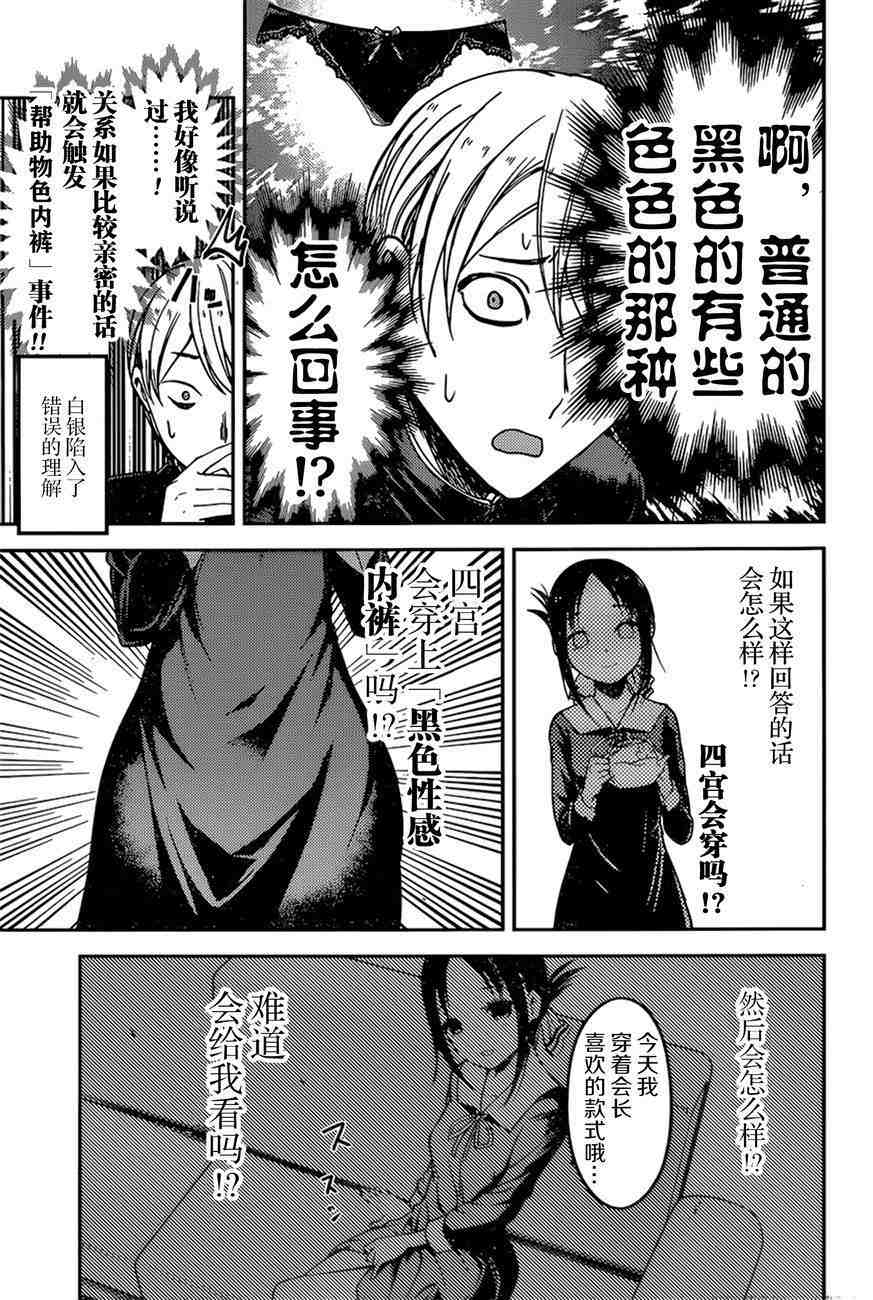 啊，普通的
黑色的有些
色色的那种
怎么回事!?
我好像听说
过……！
关系如果比较亲密的话
就会触发
「帮助物色内裤」事件!!
白银陷入了
错误的理解
如果这样回答的话
会怎么样!?
四宫会穿吗!?
四宫
会穿上「黑色性感
内裤」吗!?
然后会怎么样!?
今天我
穿着会长
喜欢的款式哦…
难道
会给我看吗!?
スス